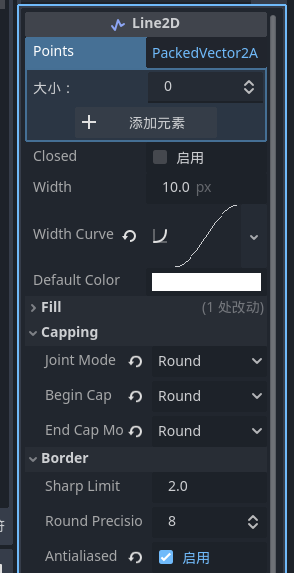 Line2D
Points PackedVector2A
大小： 0
添加元素
Closed 启用
Width 10.0 px
Width Curve
Default Color
Fill (1 处改动)
Capping
Joint Mode Round
Begin Cap Round
End Cap Mo Round
Border
Sharp Limit 2.0
Round Precisio 8
Antialiased 启用